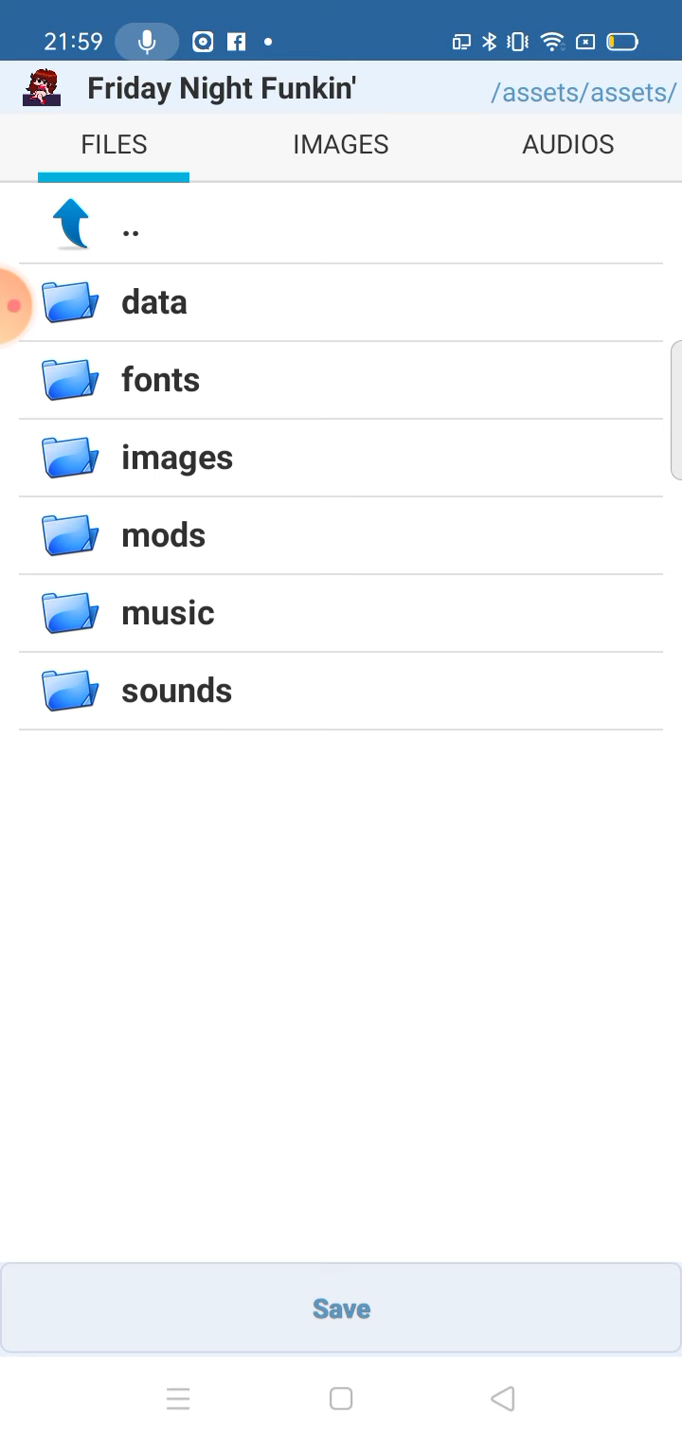 21:59
Friday Night Funkin'
/assets/assets/
FILES
IMAGES
AUDIOS
..
data
fonts
images
mods
music
sounds
Save